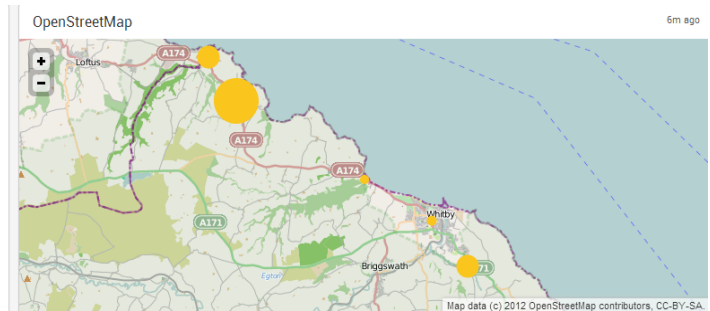 OpenStreetMap
6m ago
+
−
Loftus
A174
A174
A174
A171
Whitby
Egton
Briggswath
71
Map data (c) 2012 OpenStreetMap contributors, CC-BY-SA.